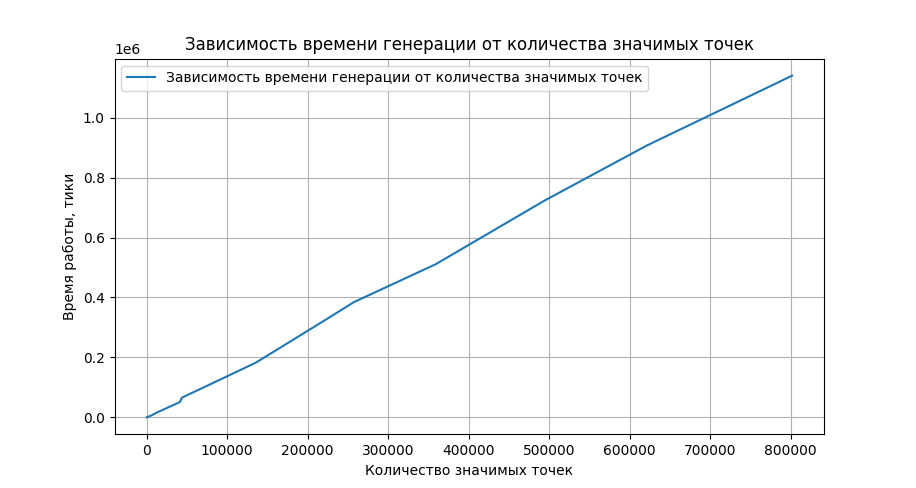 Зависимость времени генерации от количества значимых точек
1e6
Зависимость времени генерации от количества значимых точек
1.0
0.8
0.6
0.4
0.2
0.0
Время работы, тики
0 100000 200000 300000 400000 500000 600000 700000 800000
Количество значимых точек